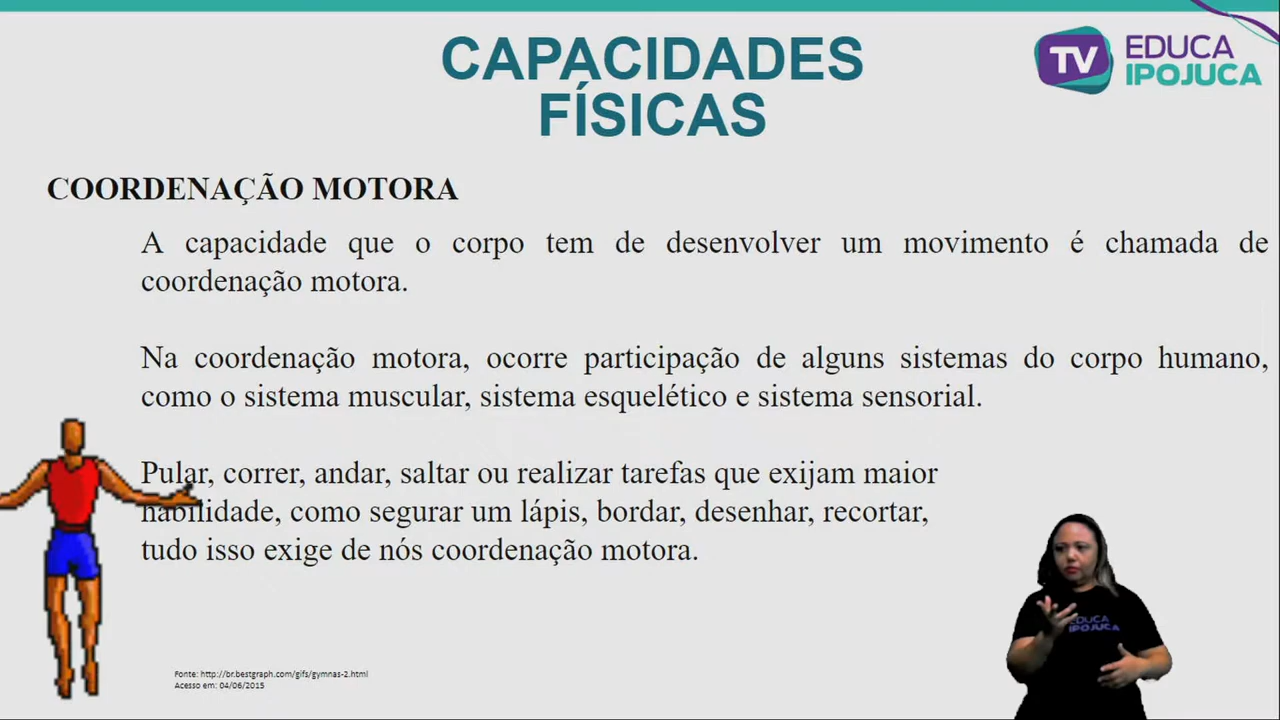 CAPACIDADES
FÍSICAS
TV EDUCA
IPOJUCA
COORDENAÇÃO MOTORA
A capacidade que o corpo tem de desenvolver um movimento é chamada de
coordenação motora.
Na coordenação motora, ocorre participação de alguns sistemas do corpo humano,
como o sistema muscular, sistema esquelético e sistema sensorial.
Pular, correr, andar, saltar ou realizar tarefas que exijam maior
habilidade, como segurar um lápis, bordar, desenhar, recortar,
tudo isso exige de nós coordenação motora.
EDUCA
IPOJUCA
Fonte: http://br.bestgraph.com/gifs/gymnas-2.html
Acesso em: 04/06/2015